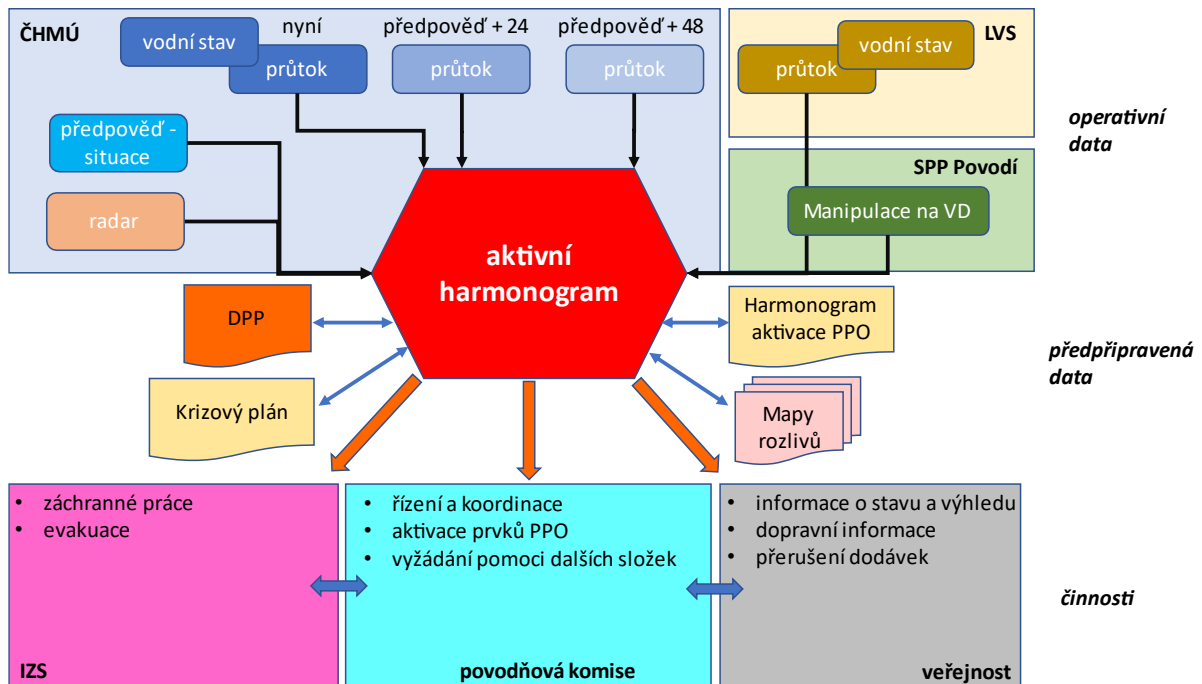 ČHMÚ
vodní stav
nyní
průtok
předpověď + 24
průtok
předpověď + 48
průtok
LVS
vodní stav
průtok
operativní
data
předpověď -
situace
radar
SPP Povodí
Manipulace na VD
aktivní
harmonogram
DPP
Krizový plán
Harmonogram
aktivace PPO
Mapy
rozlivů
předpřipravená
data
• záchranné práce
• evakuace
IZS
• řízení a koordinace
• aktivace prvků PPO
• vyžádání pomoci dalších složek
povodňová komise
• informace o stavu a výhledu
• dopravní informace
• přerušení dodávek
veřejnost
činnosti